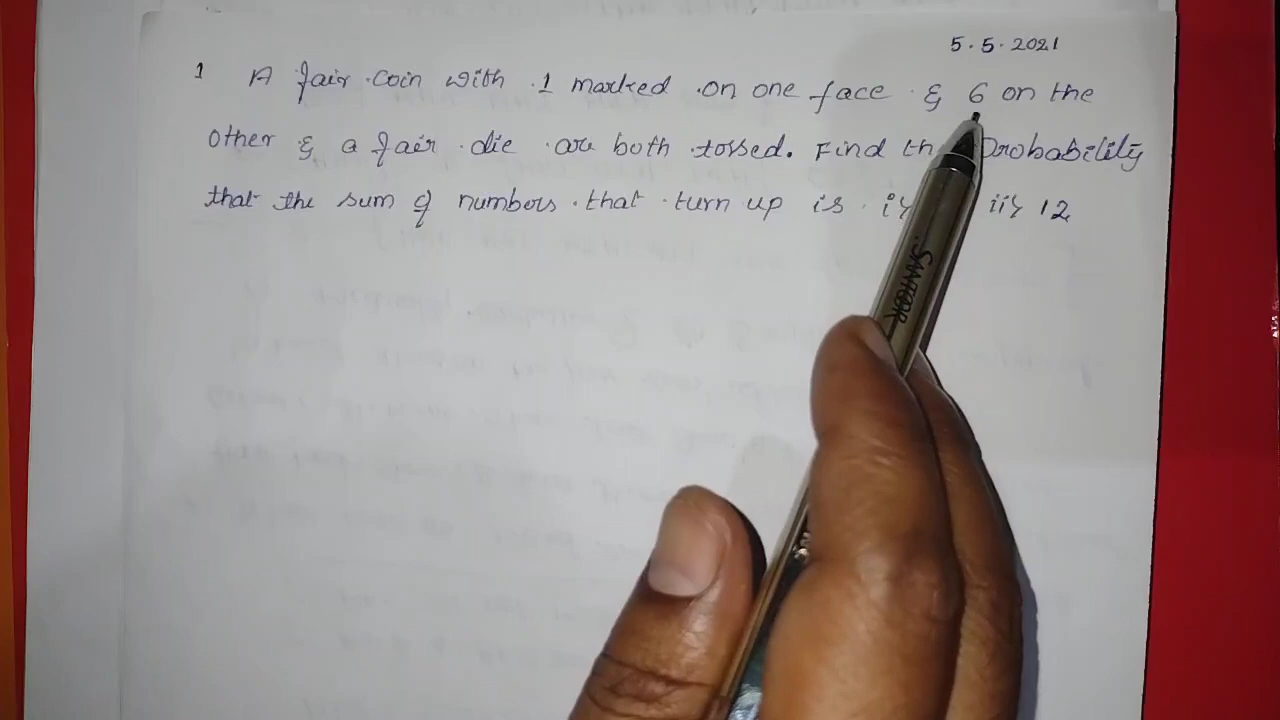 5.5.2021
1 A fair coin with 1 marked on one face & 6 on the
other & a fair die are both tossed. Find probability
that the sum of numbers that turn up is i} ii} 12
SANTOOR